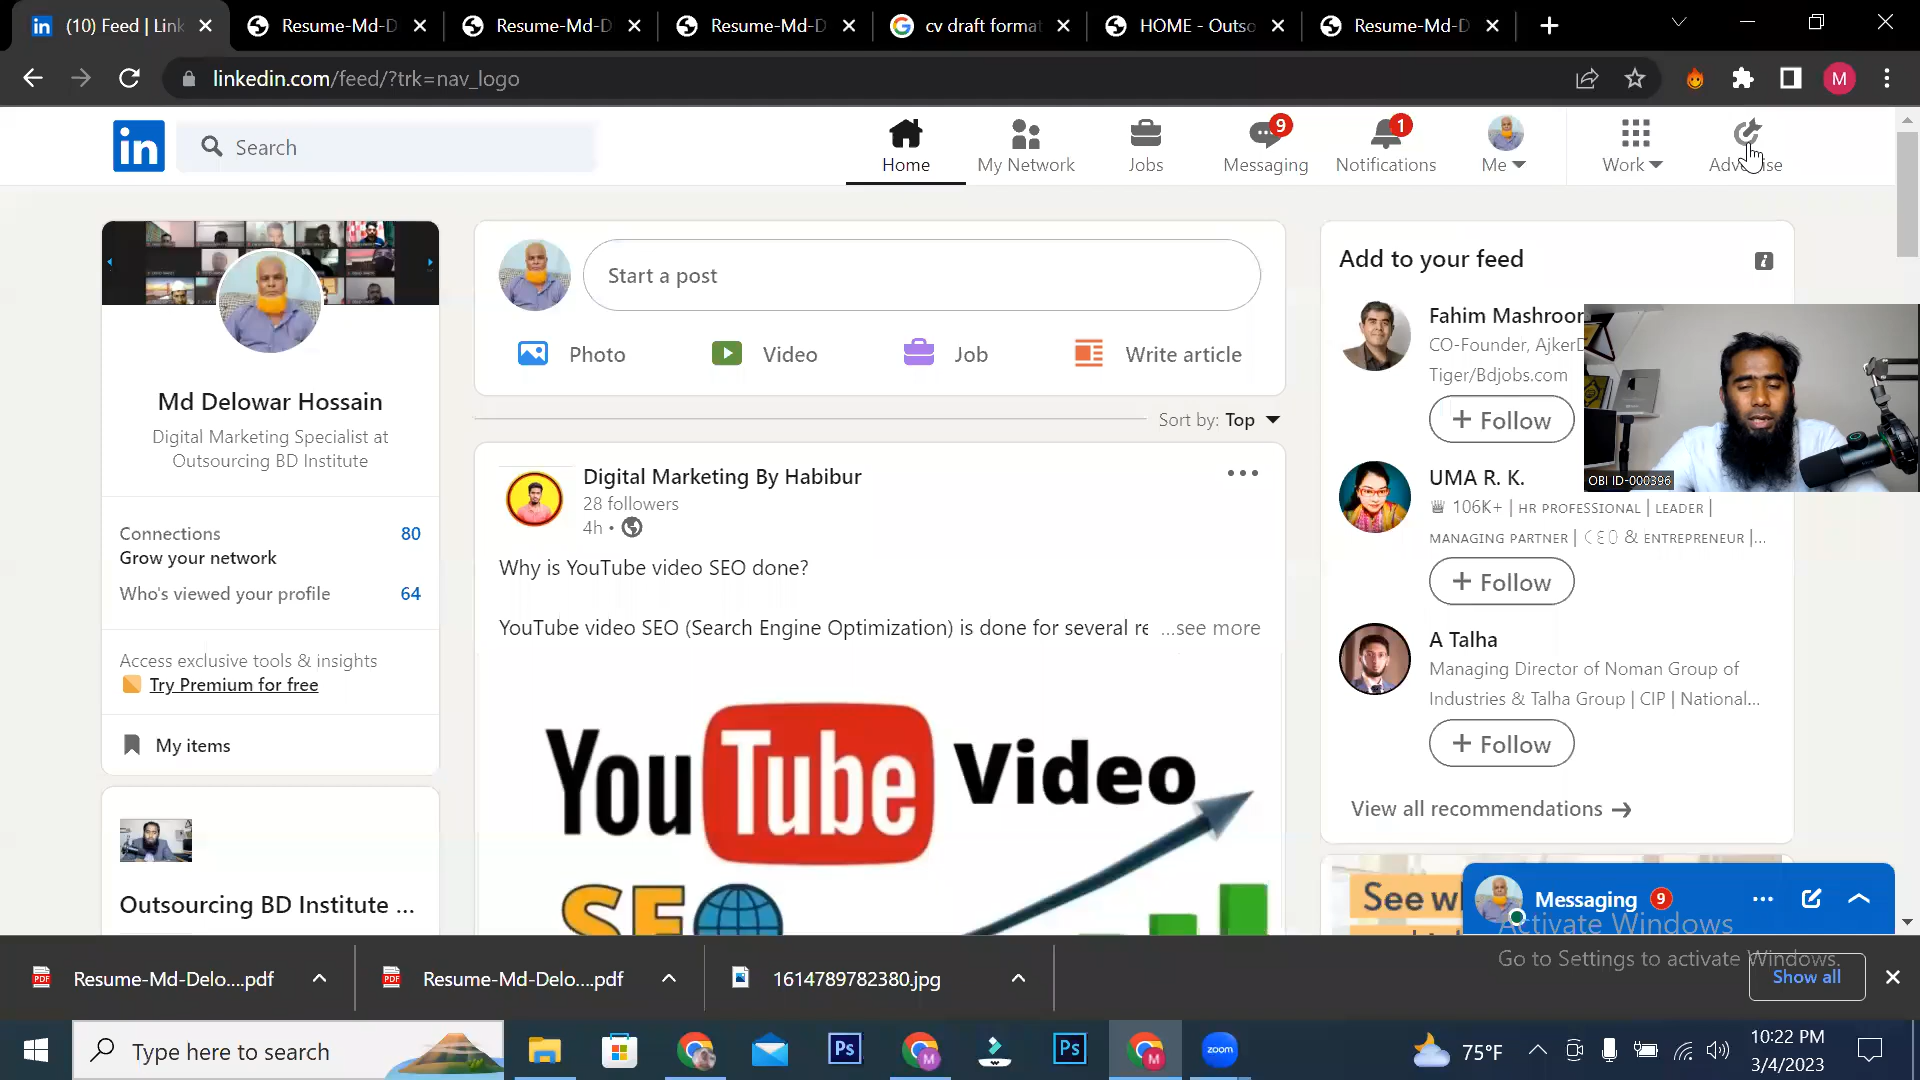 (10) Feed | Link
Resume-Md-D
Resume-Md-D
Resume-Md-D
cv draft format
HOME - Outso
Resume-Md-D
linkedin.com/feed/?trk=nav_logo
M
in
Search
Home
My Network
Jobs
9
Messaging
1
Notifications
Me
Work
Advertise
Md Delowar Hossain
Digital Marketing Specialist at
Outsourcing BD Institute
Connections 80
Grow your network
Who's viewed your profile 64
Access exclusive tools & insights
Try Premium for free
My items
Outsourcing BD Institute ...
Start a post
Photo
Video
Job
Write article
Sort by: Top
Digital Marketing By Habibur
28 followers
4h •
Why is YouTube video SEO done?
YouTube video SEO (Search Engine Optimization) is done for several re ...see more
YouTube Video
SEO
Add to your feed
Fahim Mashroor
CO-Founder, AjkerD
Tiger/Bdjobs.com
+ Follow
UMA R. K.
106K+ | HR PROFESSIONAL | LEADER |
MANAGING PARTNER | CEO & ENTREPRENEUR |...
+ Follow
A Talha
Managing Director of Noman Group of
Industries & Talha Group | CIP | National...
+ Follow
View all recommendations →
OBI ID-000396
See w
Messaging 9
Activate Windows
Go to Settings to activate Windows.
Resume-Md-Delo....pdf
Resume-Md-Delo....pdf
1614789782380.jpg
Show all
Type here to search
Ps
M
Ps
M
zoom
75°F
10:22 PM
3/4/2023